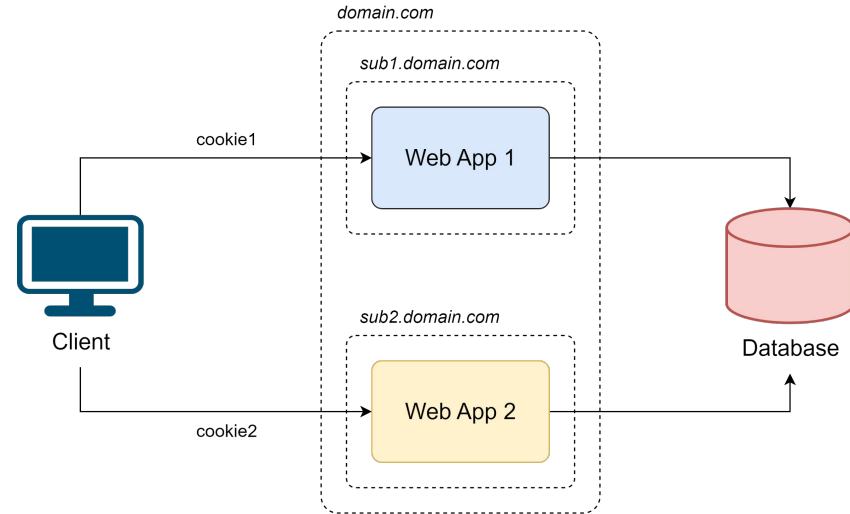 domain.com
sub1.domain.com
cookie1
Web App 1
Client
sub2.domain.com
Database
Web App 2
cookie2